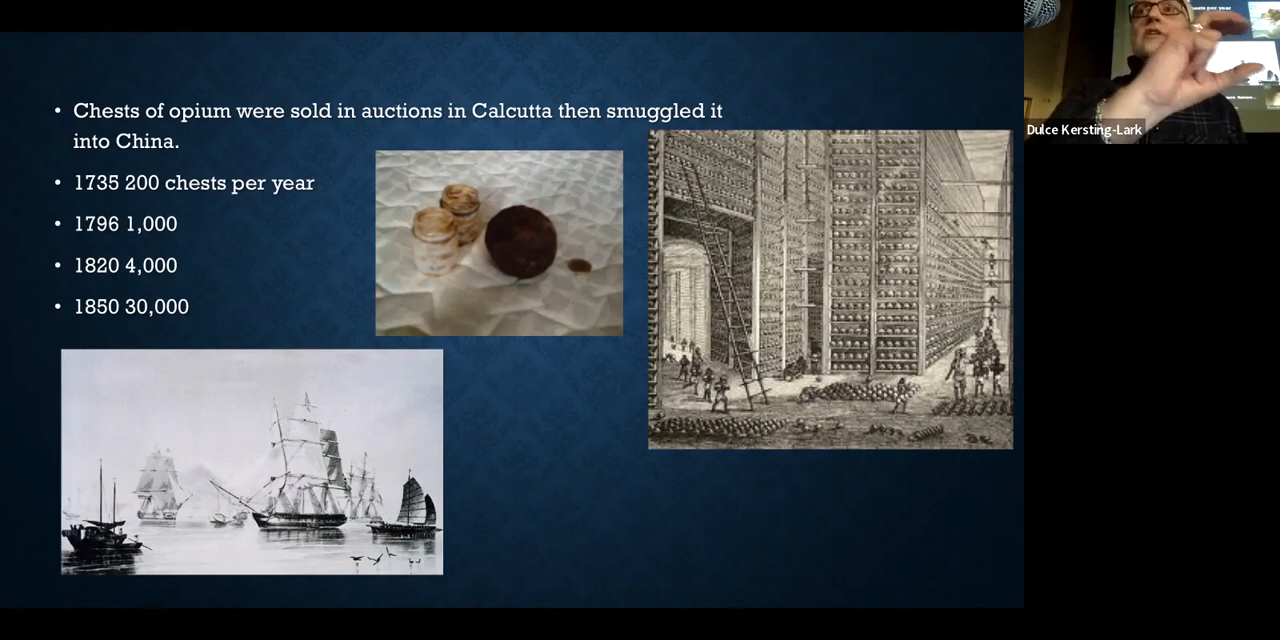 Chests of opium were sold in auctions in Calcutta then smuggled it
into China.
1735 200 chests per year
1796 1,000
1820 4,000
1850 30,000
Dulce Kersting-Lark